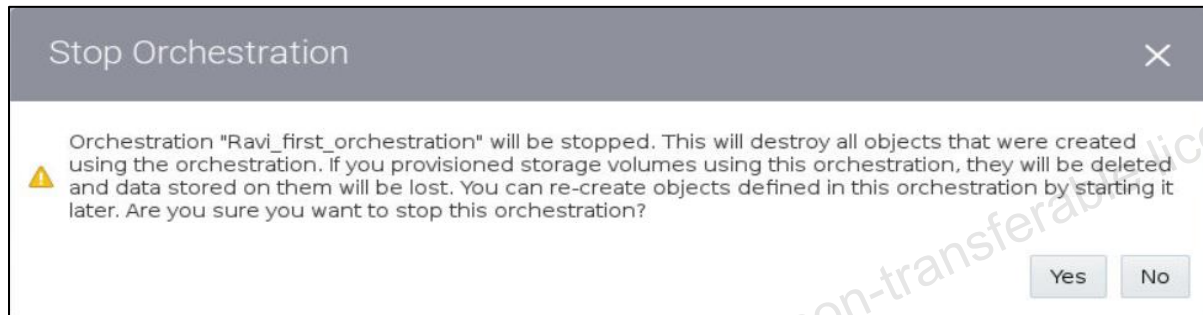 Stop Orchestration
Orchestration "Ravi_first_orchestration" will be stopped. This will destroy all objects that were created
using the orchestration. If you provisioned storage volumes using this orchestration, they will be deleted
and data stored on them will be lost. You can re-create objects defined in this orchestration by starting it
later. Are you sure you want to stop this orchestration?
Yes No